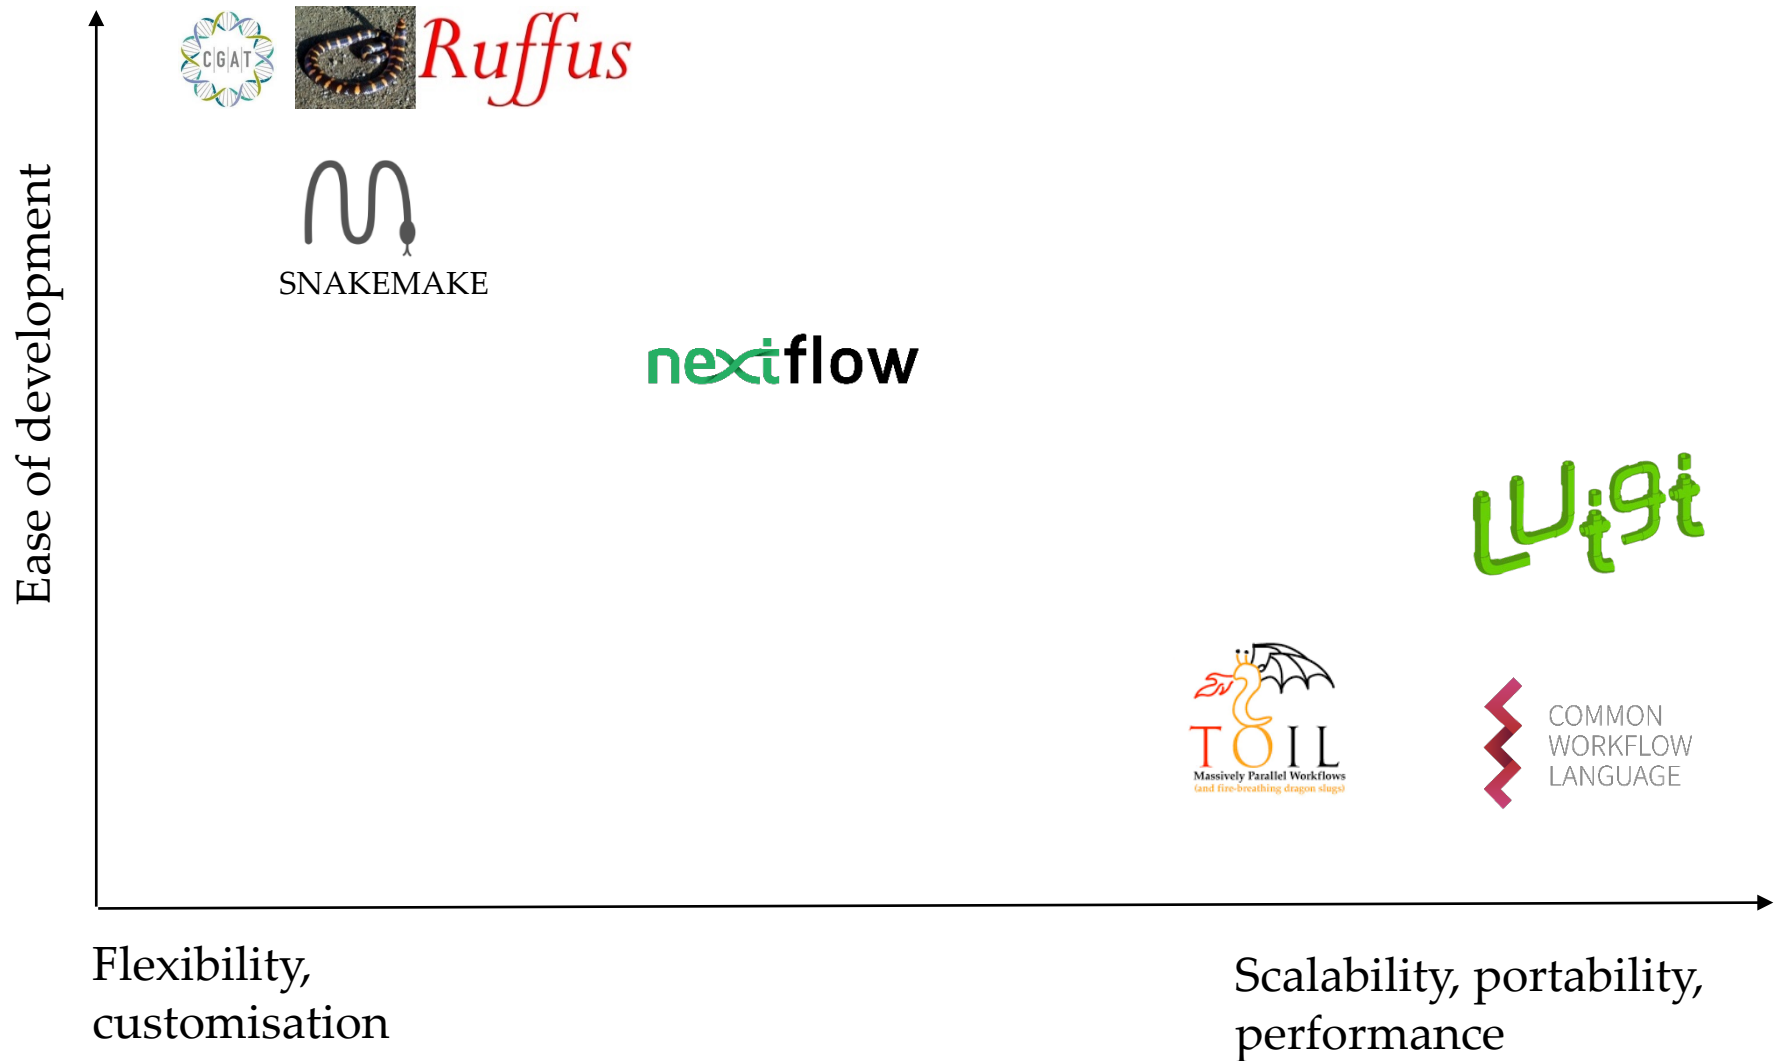 C|G|A|T
Ruffus
SNAKEMAKE
nextflow
Luigi
TOIL
Massively Parallel Workflows
(and fire-breathing dragon slugs)
COMMON
WORKFLOW
LANGUAGE
Ease of development
Flexibility,
customisation
Scalability, portability,
performance